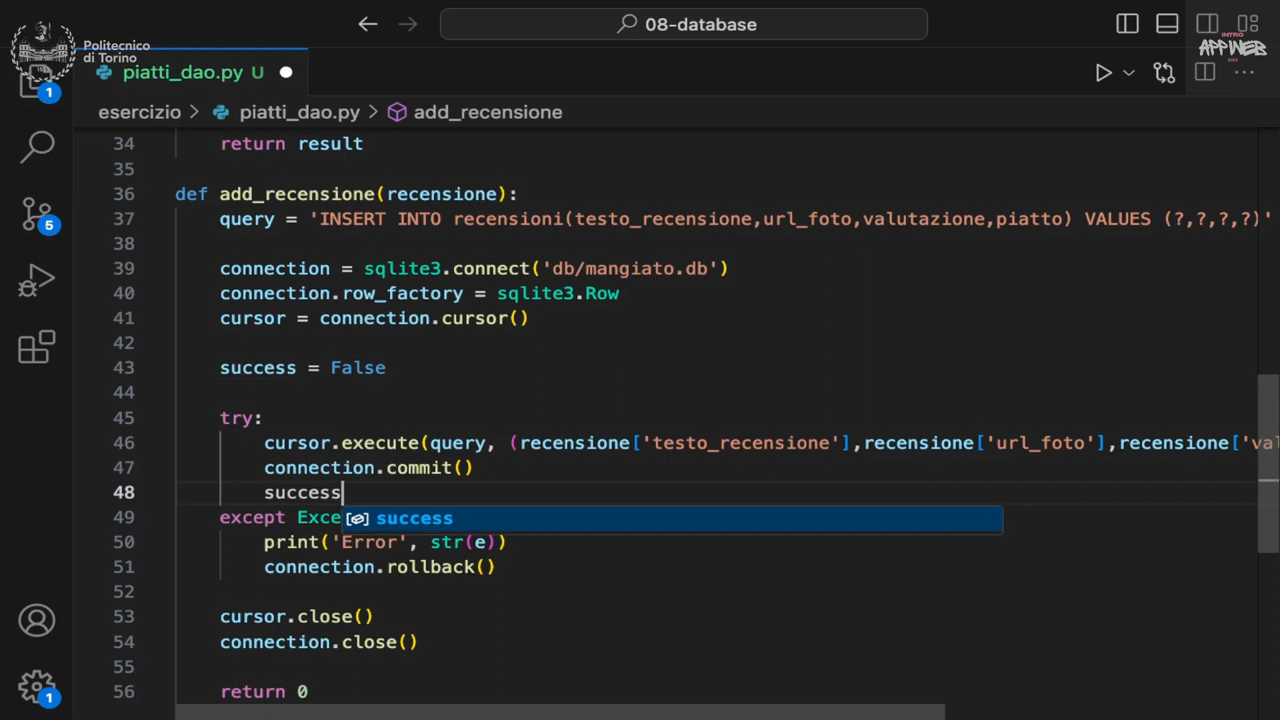 Politecnico
di Torino
08-database
INTRO
APPWEB
piatti_dao.py U
1
esercizio > piatti_dao.py > add_recensione
34 return result
35
36 def add_recensione(recensione):
37 query = 'INSERT INTO recensioni(testo_recensione,url_foto,valutazione,piatto) VALUES (?,?,?,?)'
38
39 connection = sqlite3.connect('db/mangiato.db')
40 connection.row_factory = sqlite3.Row
41 cursor = connection.cursor()
42
43 success = False
44
45 try:
46 cursor.execute(query, (recensione['testo_recensione'],recensione['url_foto'],recensione['val
47 connection.commit()
48 success
49 except Exce
success
50 print('Error', str(e))
51 connection.rollback()
52
53 cursor.close()
54 connection.close()
55
56 return 0
5
1